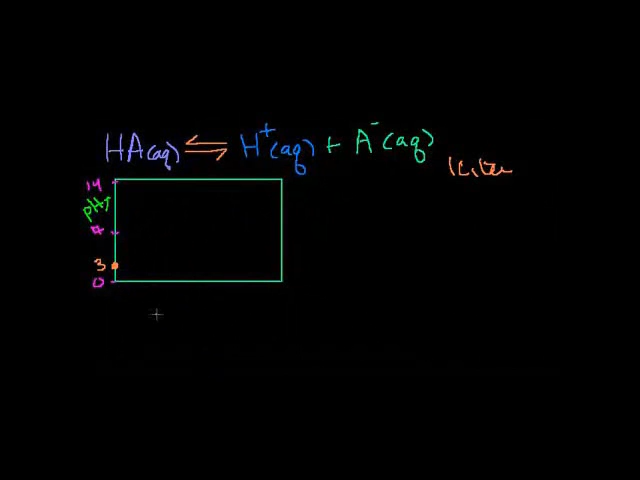 HA(aq) ⇌ H⁺(aq) + A⁻(aq)
1 Liter
14
pH↑
7
3
0